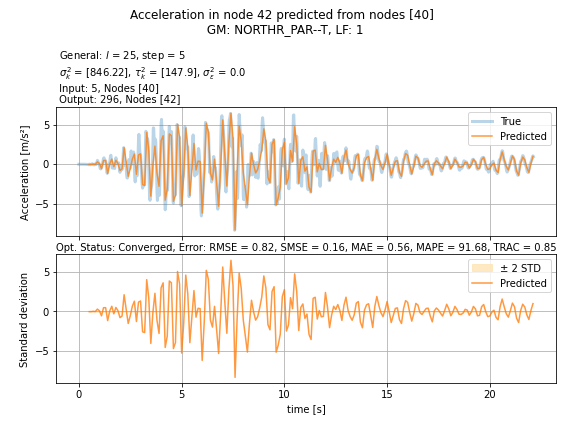 Acceleration in node 42 predicted from nodes [40]
GM: NORTHR_PAR--T, LF: 1
General: l = 25, step = 5
σ²ₖ = [846.22], τ²ₖ = [147.9], σ²ε = 0.0
Input: 5, Nodes [40]
Output: 296, Nodes [42]
Acceleration [m/s²]
5
0
−5
True
Predicted
Opt. Status: Converged, Error: RMSE = 0.82, SMSE = 0.16, MAE = 0.56, MAPE = 91.68, TRAC = 0.85
Standard deviation
5
0
−5
± 2 STD
Predicted
0 5 10 15 20
time [s]